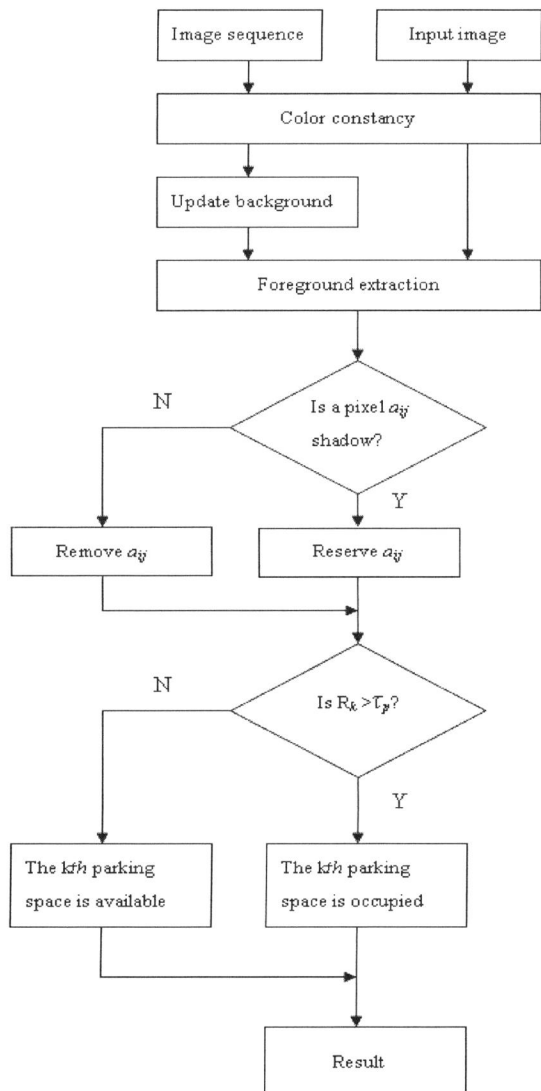 Image sequence
Input image
Color constancy
Update background
Foreground extraction
Is a pixel aij
shadow?
N
Y
Remove aij
Reserve aij
Is Rk >τp?
N
Y
The kth parking
space is available
The kth parking
space is occupied
Result